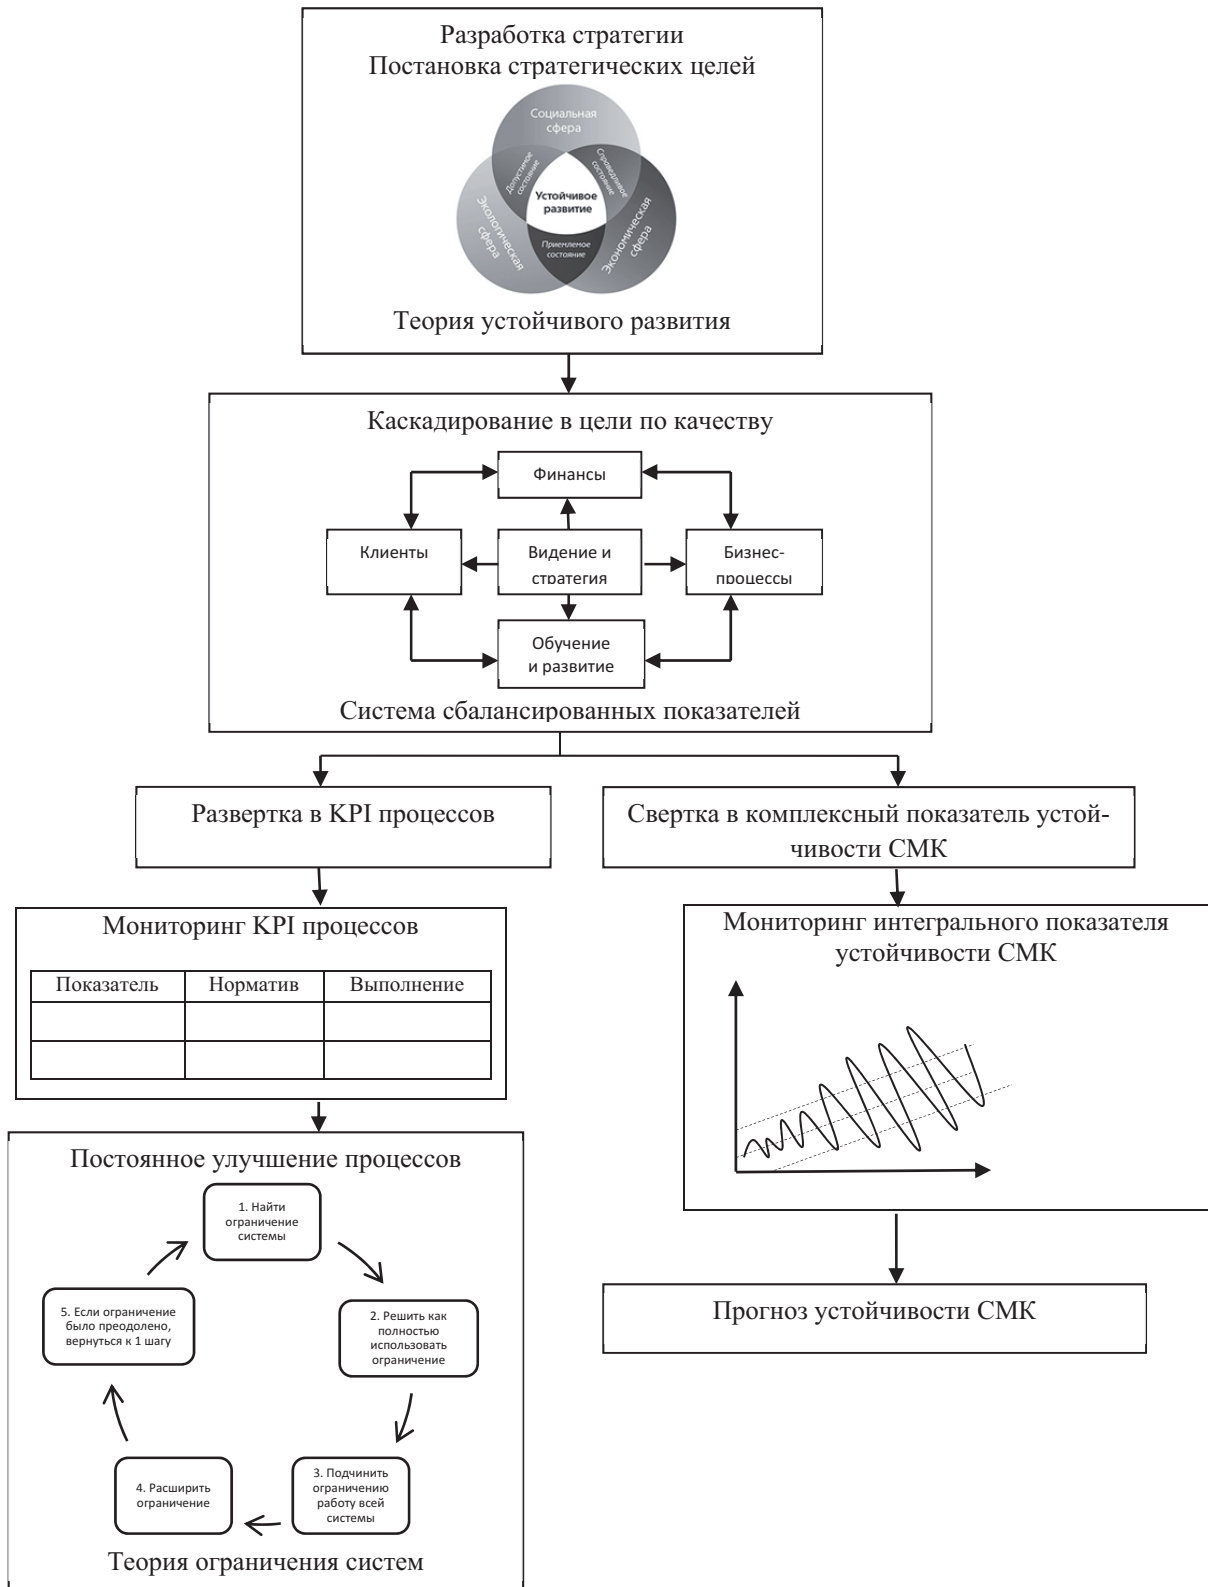 Разработка стратегии
Постановка стратегических целей
Социальная
сфера
Допустимое
состояние
Справедливое
состояние
Устойчивое
развитие
Экологическая
сфера
Экономическая
сфера
Приемлемое
состояние
Теория устойчивого развития
Каскадирование в цели по качеству
Финансы
Клиенты
Видение и
стратегия
Бизнес-
процессы
Обучение
и развитие
Система сбалансированных показателей
Развертка в KPI процессов
Свертка в комплексный показатель устой-
чивости СМК
Мониторинг KPI процессов
Показатель Норматив Выполнение
Мониторинг интегрального показателя
устойчивости СМК
Постоянное улучшение процессов
1. Найти
ограничение
системы
2. Решить как
полностью
использовать
ограничение
3. Подчинить
ограничению
работу всей
системы
4. Расширить
ограничение
5. Если ограничение
было преодолено,
вернуться к 1 шагу
Теория ограничения систем
Прогноз устойчивости СМК